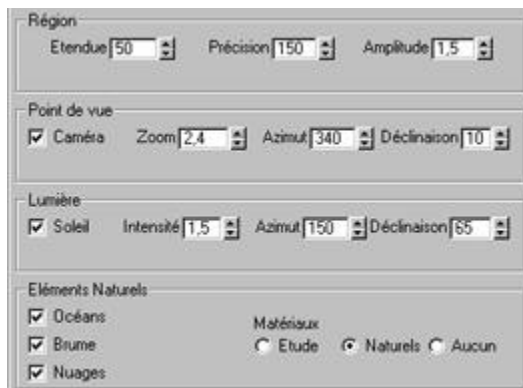 Région
Etendue 50 Précision 150 Amplitude 1,5
Point de vue
Caméra Zoom 2,4 Azimut 340 Déclinaison 10
Lumière
Soleil Intensité 1,5 Azimut 150 Déclinaison 65
Eléments Naturels
Océans
Matériaux
Brume Etude Naturels Aucun
Nuages